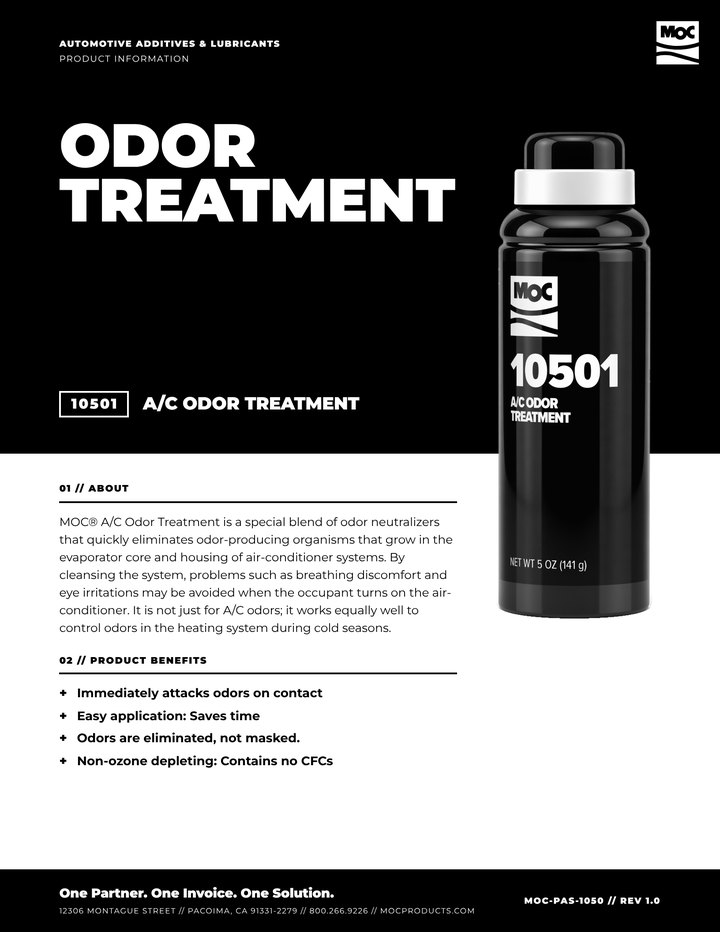 AUTOMOTIVE ADDITIVES & LUBRICANTS
PRODUCT INFORMATION
MOC
ODOR
TREATMENT
10501 A/C ODOR TREATMENT
MOC
10501
A/C ODOR
TREATMENT
NET WT 5 OZ (141 g)
01 // ABOUT
MOC® A/C Odor Treatment is a special blend of odor neutralizers
that quickly eliminates odor-producing organisms that grow in the
evaporator core and housing of air-conditioner systems. By
cleansing the system, problems such as breathing discomfort and
eye irritations may be avoided when the occupant turns on the air-
conditioner. It is not just for A/C odors; it works equally well to
control odors in the heating system during cold seasons.
02 // PRODUCT BENEFITS
+ Immediately attacks odors on contact
+ Easy application: Saves time
+ Odors are eliminated, not masked.
+ Non-ozone depleting: Contains no CFCs
One Partner. One Invoice. One Solution.
12306 MONTAGUE STREET // PACOIMA, CA 91331-2279 // 800.266.9226 // MOCPRODUCTS.COM
MOC-PAS-1050 // REV 1.0